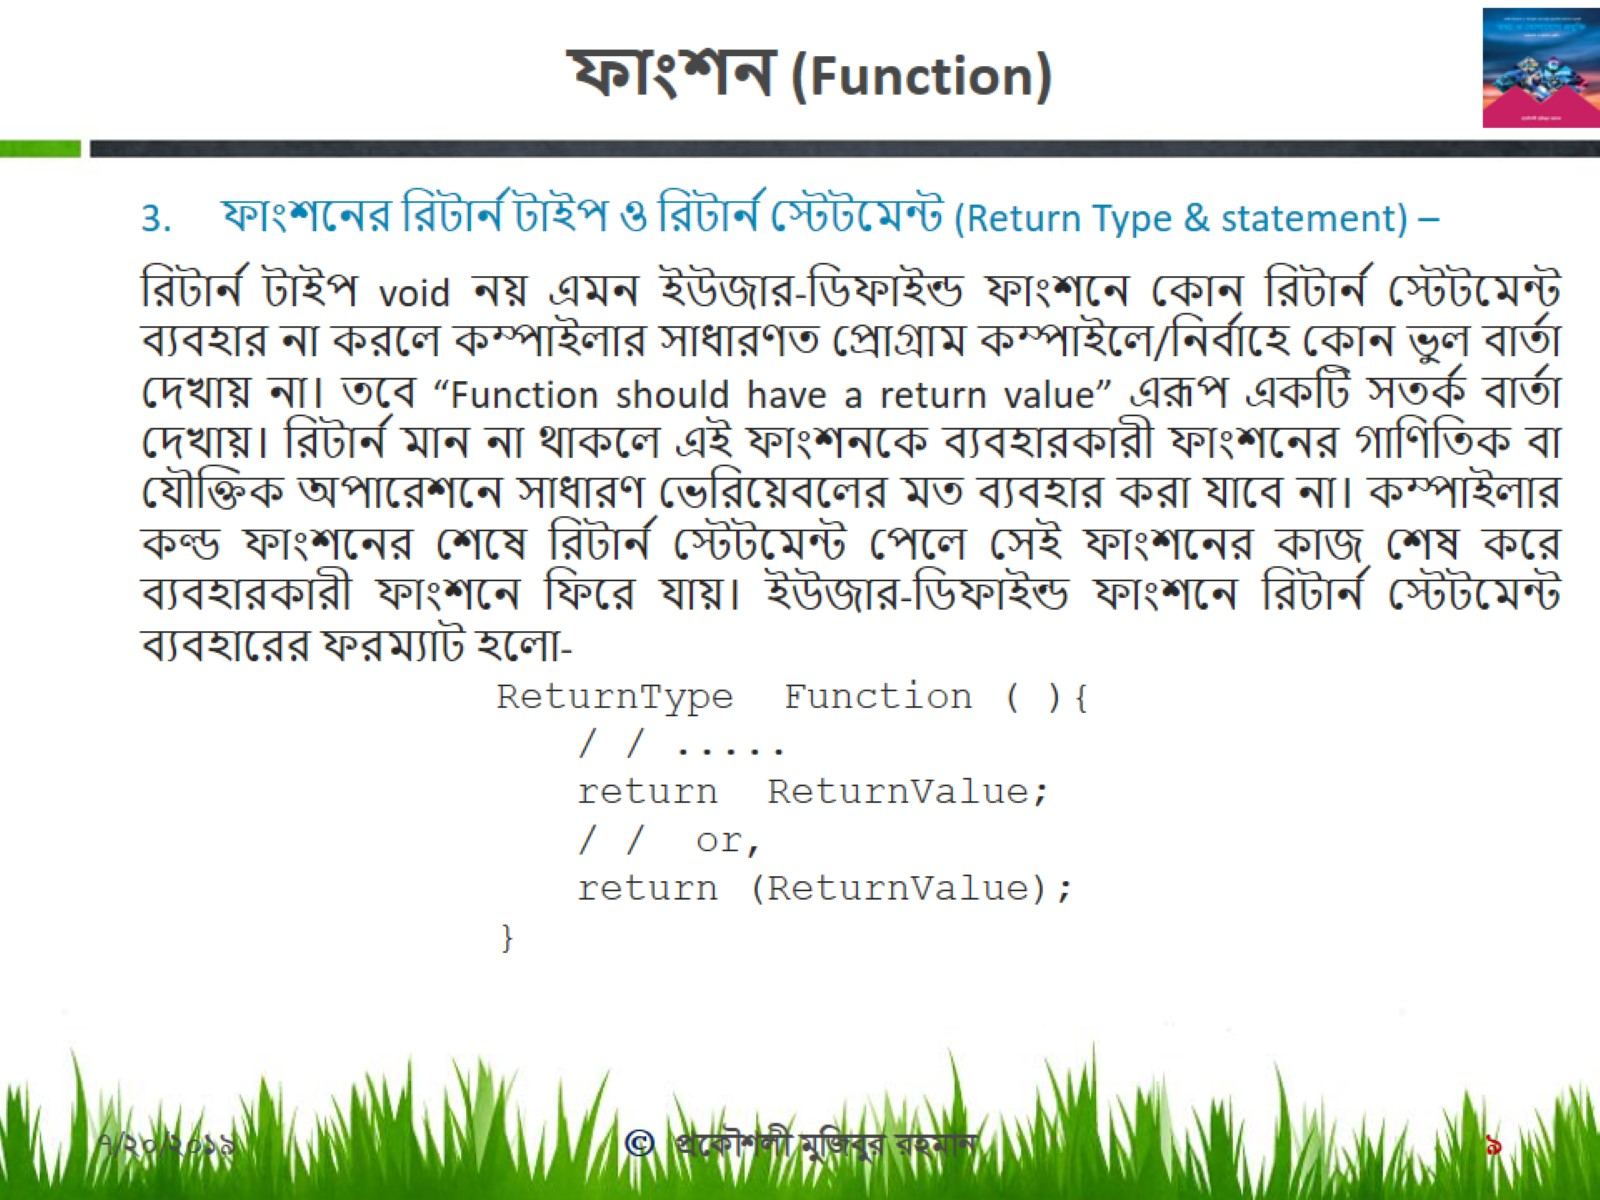 ফাংশন (Function)
3. ফাংশনের রিটার্ন টাইপ ও রিটার্ন স্টেটমেন্ট (Return Type & statement) –
রিটার্ন টাইপ void নয় এমন ইউজার-ডিফাইন্ড ফাংশনে কোন রিটার্ন স্টেটমেন্ট
ব্যবহার না করলে কম্পাইলার সাধারণত প্রোগ্রাম কম্পাইলে/নির্বাহে কোন ভুল বার্তা
দেখায় না। তবে “Function should have a return value” এরূপ একটি সতর্ক বার্তা
দেখায়। রিটার্ন মান না থাকলে এই ফাংশনকে ব্যবহারকারী ফাংশনের গাণিতিক বা
যৌক্তিক অপারেশনে সাধারণ ভেরিয়েবলের মত ব্যবহার করা যাবে না। কম্পাইলার
কল্ড ফাংশনের শেষে রিটার্ন স্টেটমেন্ট পেলে সেই ফাংশনের কাজ শেষ করে
ব্যবহারকারী ফাংশনে ফিরে যায়। ইউজার-ডিফাইন্ড ফাংশনে রিটার্ন স্টেটমেন্ট
ব্যবহারের ফরম্যাট হলো-
ReturnType Function ( ){
/ / .....
return ReturnValue;
/ / or,
return (ReturnValue);
}
৭/২০/২০১৯
© প্রকৌশলী মুজিবুর রহমান
৯